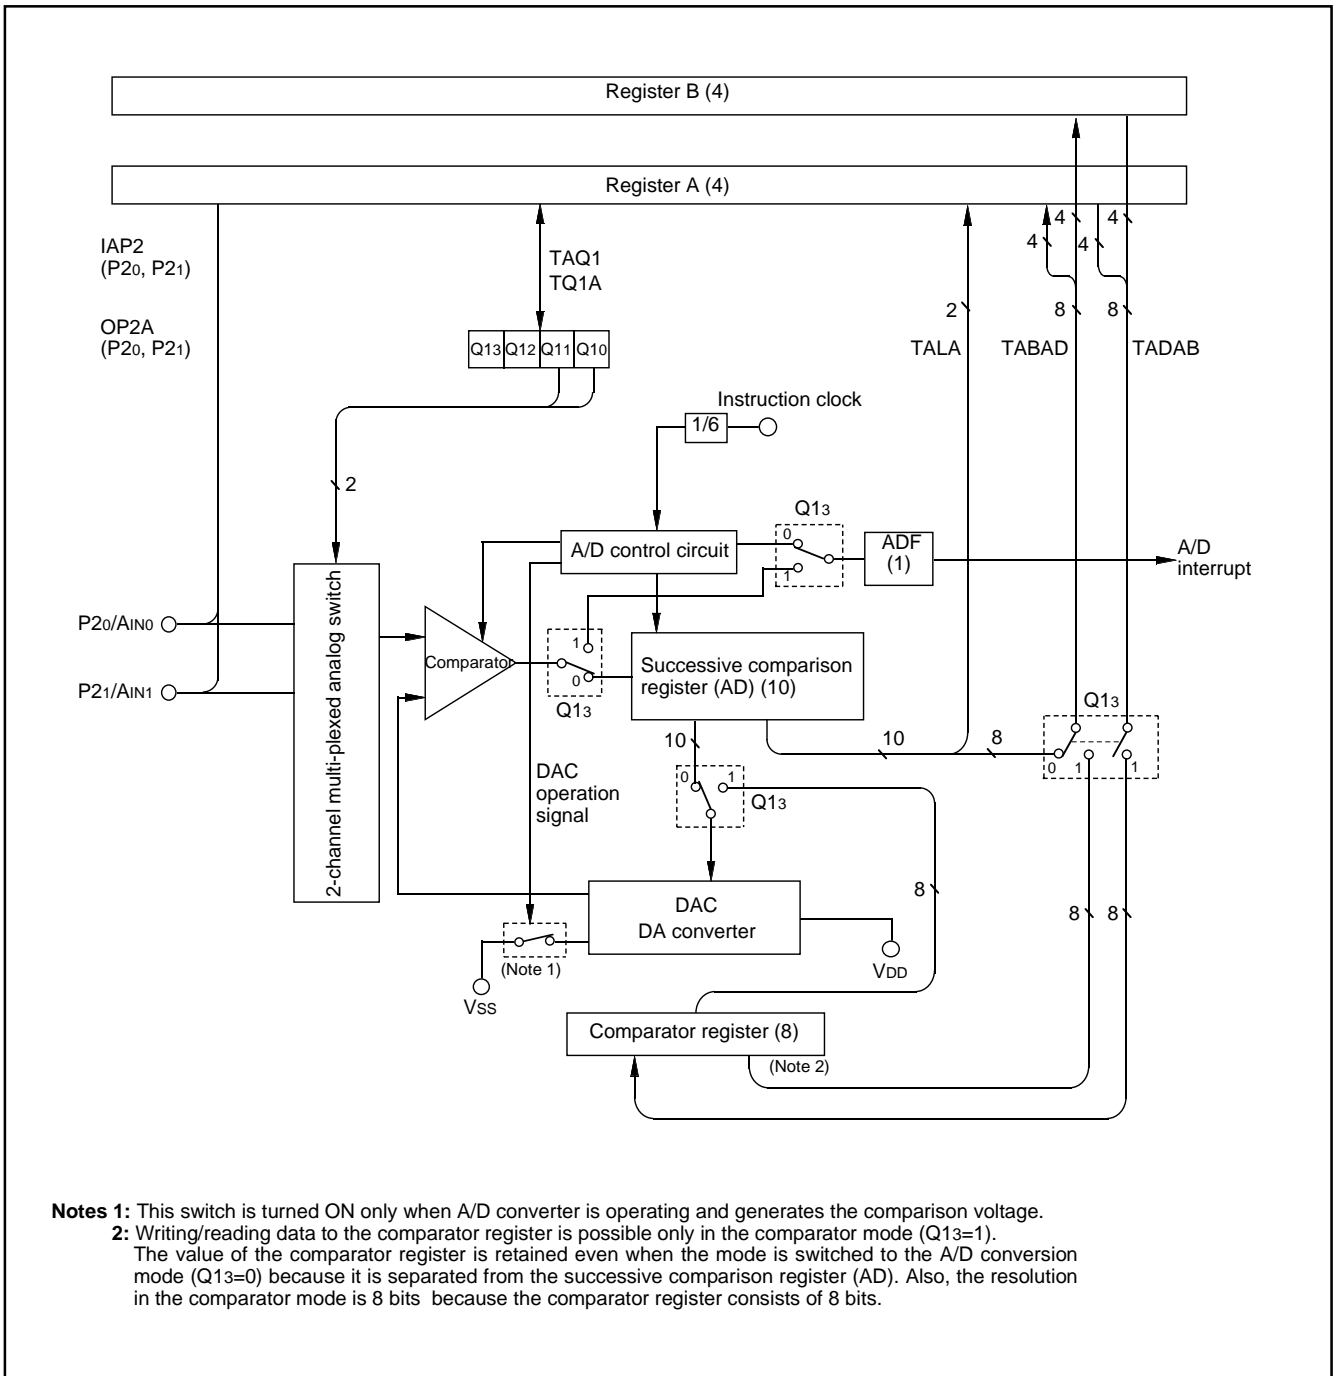 Register B (4)
Register A (4)
IAP2
(P20, P21)
OP2A
(P20, P21)
TAQ1
TQ1A
Q13 Q12 Q11 Q10
4
4
4
4
2
8
8
TALA
TABAD
TADAB
Instruction clock
1/6
2
Q13
A/D control circuit
0
1
ADF
(1)
A/D
interrupt
2-channel multi-plexed analog switch
P20/AIN0
P21/AIN1
Comparator
1
0
Q13
Successive comparison
register (AD) (10)
Q13
0
1
1
10
10
8
DAC
operation
signal
0
1
Q13
8
8
8
DAC
DA converter
(Note 1)
VSS
VDD
Comparator register (8)
(Note 2)
Notes 1: This switch is turned ON only when A/D converter is operating and generates the comparison voltage.
2: Writing/reading data to the comparator register is possible only in the comparator mode (Q13=1).
The value of the comparator register is retained even when the mode is switched to the A/D conversion
mode (Q13=0) because it is separated from the successive comparison register (AD). Also, the resolution
in the comparator mode is 8 bits because the comparator register consists of 8 bits.